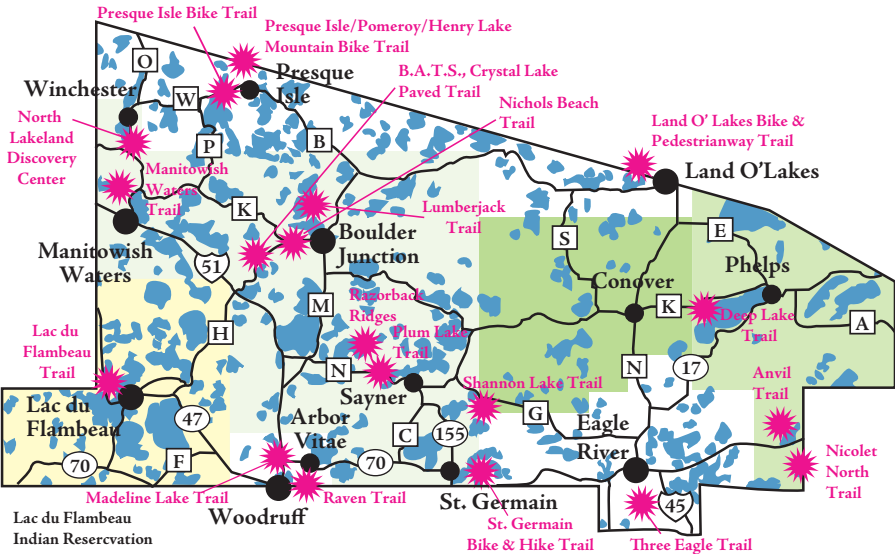 Presque Isle Bike Trail
Presque Isle/Pomeroy/Henry Lake
Mountain Bike Trail
O
Winchester
Presque
Isle
B.A.T.S., Crystal Lake
Paved Trail
W
Nichols Beach
Trail
North
Lakeland
Discovery
Center
P
B
Land O' Lakes Bike &
Pedestrianway Trail
Land O'Lakes
Manitowish
Waters
Trail
K
Lumberjack
Trail
Manitowish
Waters
51
Boulder
Junction
S
E
Conover
Phelps
M
Razorback
Ridges
K
Deep Lake
Trail
A
Lac du
Flambeau
Trail
H
Plum Lake
Trail
N
Sayner
N
17
Shannon Lake Trail
Anvil
Trail
Lac du
Flambeau
47
Arbor
Vitae
C
155
G
Eagle
River
70
F
70
Nicolet
North
Trail
Madeline Lake Trail
Raven Trail
Woodruff
St. Germain
45
St. Germain
Bike & Hike Trail
Three Eagle Trail
Lac du Flambeau
Indian Resercvation